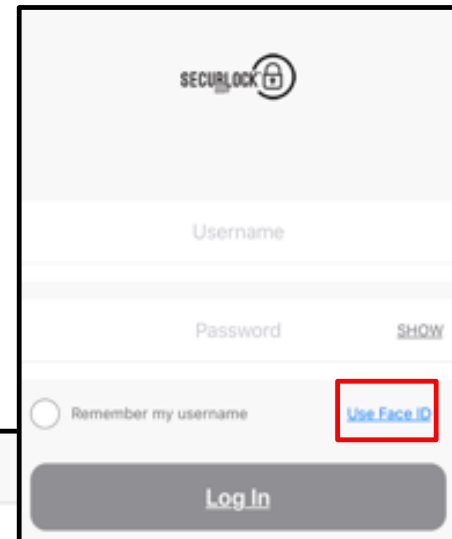 SECURLOCK
Username
Password SHOW
Remember my username Use Face ID
Log In